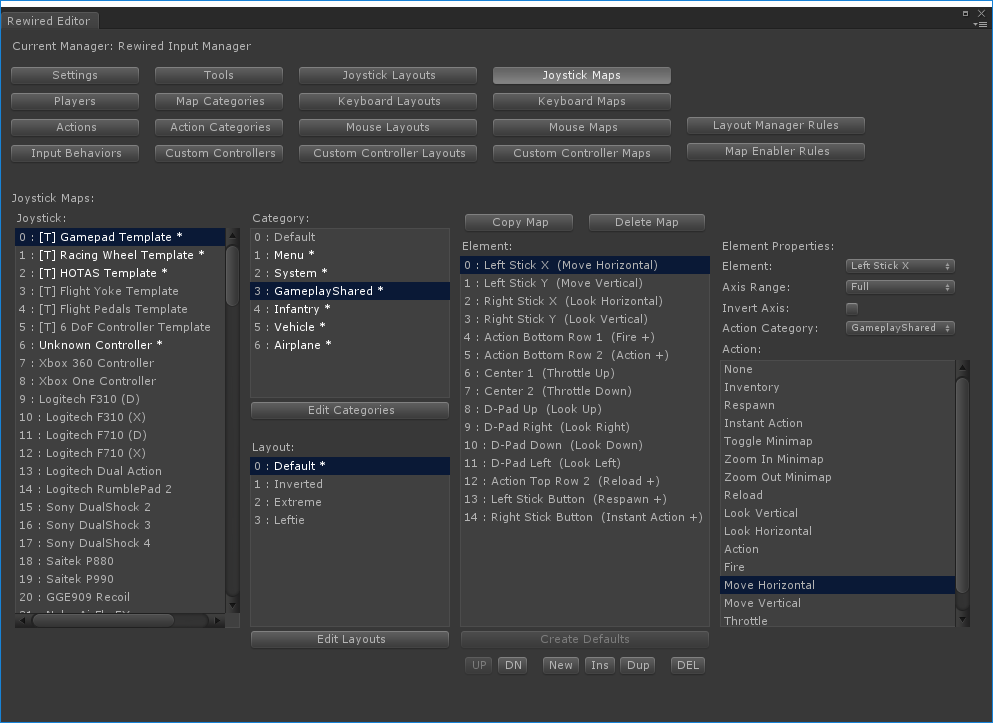 Rewired Editor
Current Manager: Rewired Input Manager
Settings
Tools
Joystick Layouts
Joystick Maps
Players
Map Categories
Keyboard Layouts
Keyboard Maps
Actions
Action Categories
Mouse Layouts
Mouse Maps
Layout Manager Rules
Input Behaviors
Custom Controllers
Custom Controller Layouts
Custom Controller Maps
Map Enabler Rules
Joystick Maps:
Joystick:
0 : [T] Gamepad Template *
1 : [T] Racing Wheel Template *
2 : [T] HOTAS Template *
3 : [T] Flight Yoke Template
4 : [T] Flight Pedals Template
5 : [T] 6 DoF Controller Template
6 : Unknown Controller *
7 : Xbox 360 Controller
8 : Xbox One Controller
9 : Logitech F310 (D)
10 : Logitech F310 (X)
11 : Logitech F710 (D)
12 : Logitech F710 (X)
13 : Logitech Dual Action
14 : Logitech RumblePad 2
15 : Sony DualShock 2
16 : Sony DualShock 3
17 : Sony DualShock 4
18 : Saitek P880
19 : Saitek P990
20 : GGE909 Recoil
Category:
0 : Default
1 : Menu *
2 : System *
3 : GameplayShared *
4 : Infantry *
5 : Vehicle *
6 : Airplane *
Edit Categories
Layout:
0 : Default *
1 : Inverted
2 : Extreme
3 : Leftie
Edit Layouts
Copy Map
Delete Map
Element:
0 : Left Stick X  (Move Horizontal)
1 : Left Stick Y  (Move Vertical)
2 : Right Stick X  (Look Horizontal)
3 : Right Stick Y  (Look Vertical)
4 : Action Bottom Row 1  (Fire +)
5 : Action Bottom Row 2  (Action +)
6 : Center 1  (Throttle Up)
7 : Center 2  (Throttle Down)
8 : D-Pad Up  (Look Up)
9 : D-Pad Right  (Look Right)
10 : D-Pad Down  (Look Down)
11 : D-Pad Left  (Look Left)
12 : Action Top Row 2  (Reload +)
13 : Left Stick Button  (Respawn +)
14 : Right Stick Button  (Instant Action +)
Create Defaults
UP
DN
New
Ins
Dup
DEL
Element Properties:
Element:
Left Stick X
Axis Range:
Full
Invert Axis:
Action Category:
GameplayShared
Action:
None
Inventory
Respawn
Instant Action
Toggle Minimap
Zoom In Minimap
Zoom Out Minimap
Reload
Look Vertical
Look Horizontal
Action
Fire
Move Horizontal
Move Vertical
Throttle